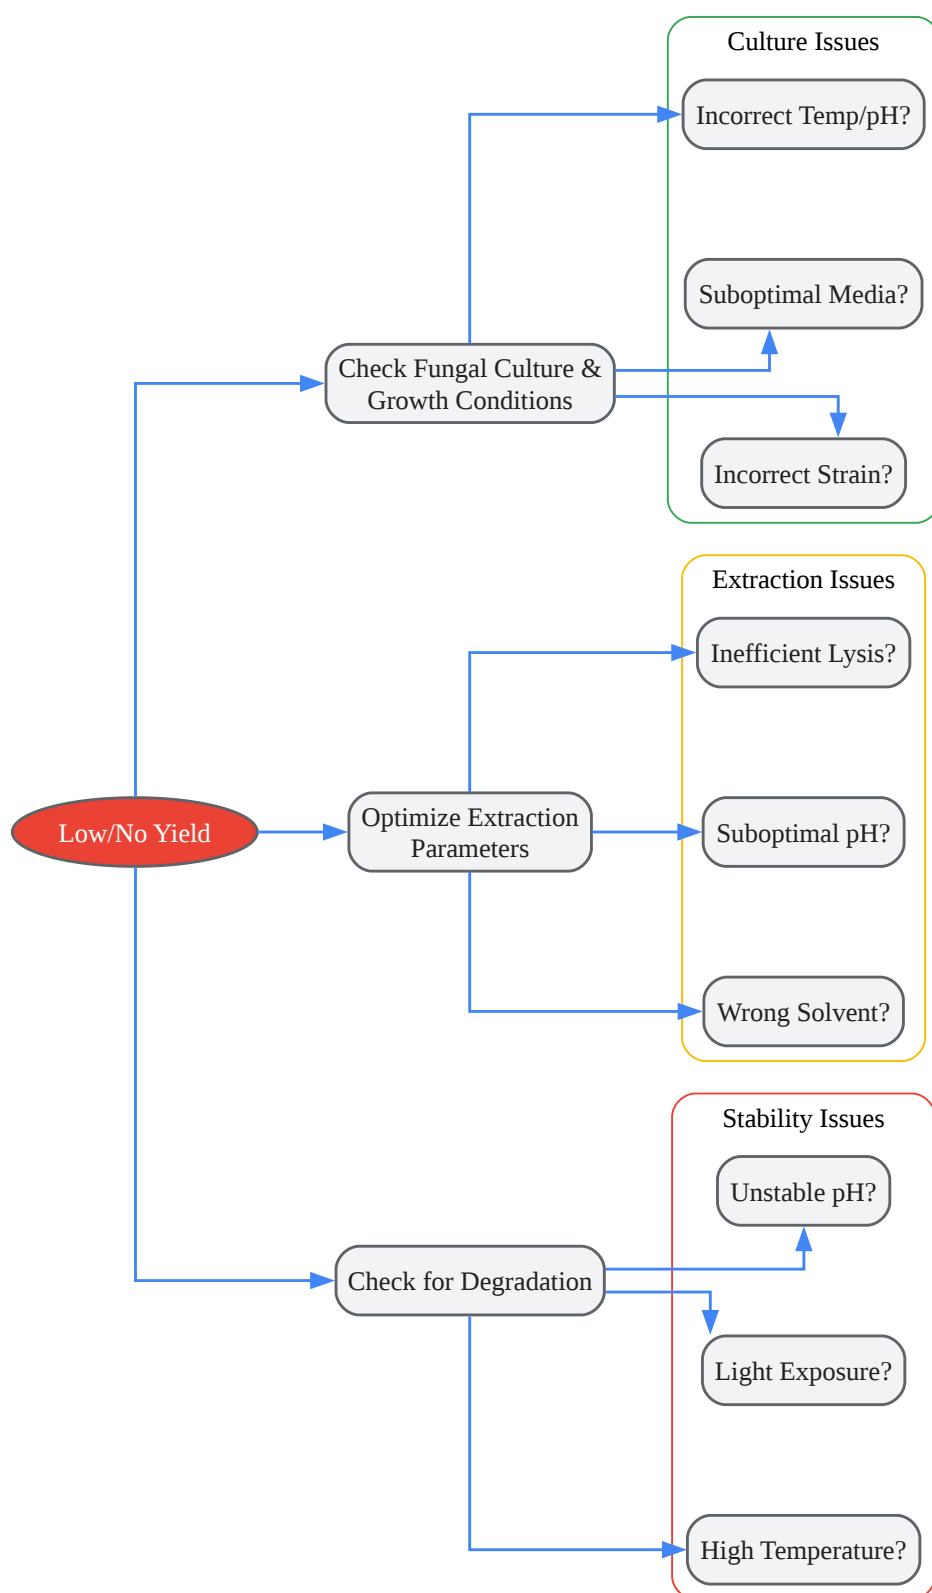 Culture Issues
Incorrect Temp/pH?
Suboptimal Media?
Check Fungal Culture &
Growth Conditions
Incorrect Strain?
Extraction Issues
Inefficient Lysis?
Low/No Yield
Optimize Extraction
Parameters
Suboptimal pH?
Wrong Solvent?
Stability Issues
Unstable pH?
Check for Degradation
Light Exposure?
High Temperature?